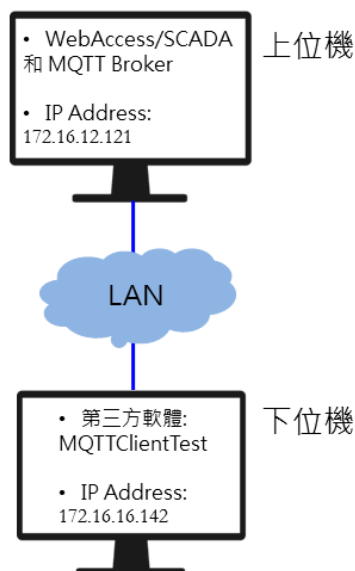 • WebAccess/SCADA
和 MQTT Broker
• IP Address:
172.16.12.121
上位機
LAN
• 第三方軟體:
MQTTClientTest
• IP Address:
172.16.16.142
下位機